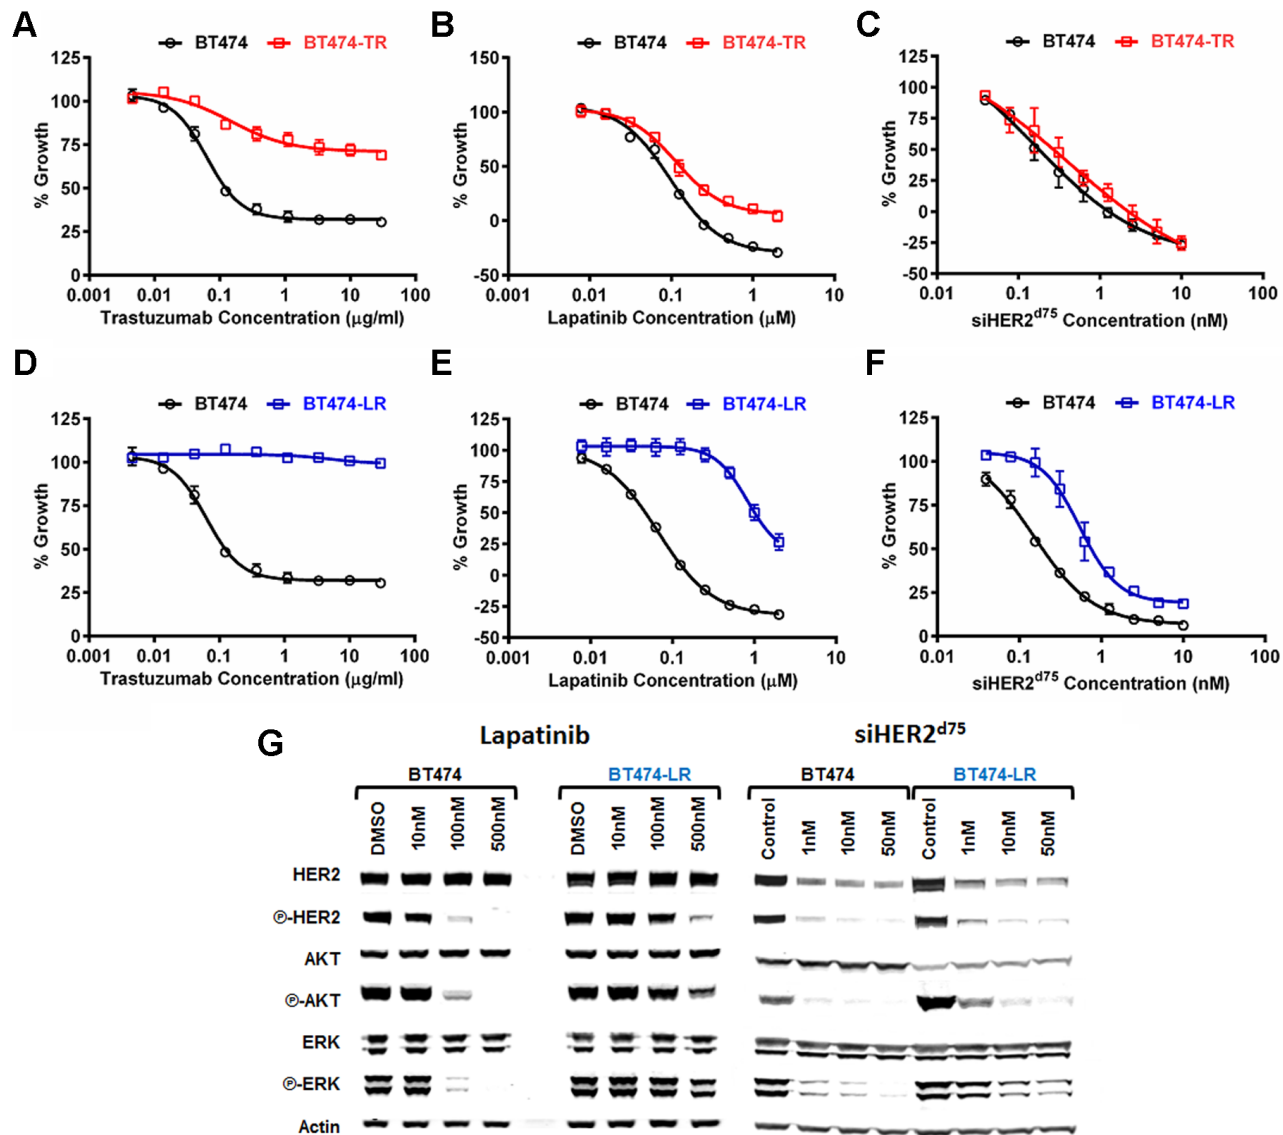 A
BT474 BT474-TR
% Growth
125
100
75
50
25
0
0.001 0.01 0.1 1 10 100
Trastuzumab Concentration (μg/ml)
B
BT474 BT474-TR
% Growth
150
100
50
0
-50
0.001 0.01 0.1 1 10
Lapatinib Concentration (μM)
C
BT474 BT474-TR
% Growth
125
100
75
50
25
0
-25
-50
0.01 0.1 1 10 100
siHER2d75 Concentration (nM)
D
BT474 BT474-LR
% Growth
125
100
75
50
25
0
0.001 0.01 0.1 1 10 100
Trastuzumab Concentration (μg/ml)
E
BT474 BT474-LR
% Growth
125
100
75
50
25
0
-25
-50
0.001 0.01 0.1 1 10
Lapatinib Concentration (μM)
F
BT474 BT474-LR
% Growth
125
100
75
50
25
0
0.01 0.1 1 10 100
siHER2d75 Concentration (nM)
G
Lapatinib siHER2d75
BT474 BT474-LR BT474 BT474-LR
DMSO 10nM 100nM 500nM DMSO 10nM 100nM 500nM Control 1nM 10nM 50nM Control 1nM 10nM 50nM
HER2
Ⓟ-HER2
AKT
Ⓟ-AKT
ERK
Ⓟ-ERK
Actin